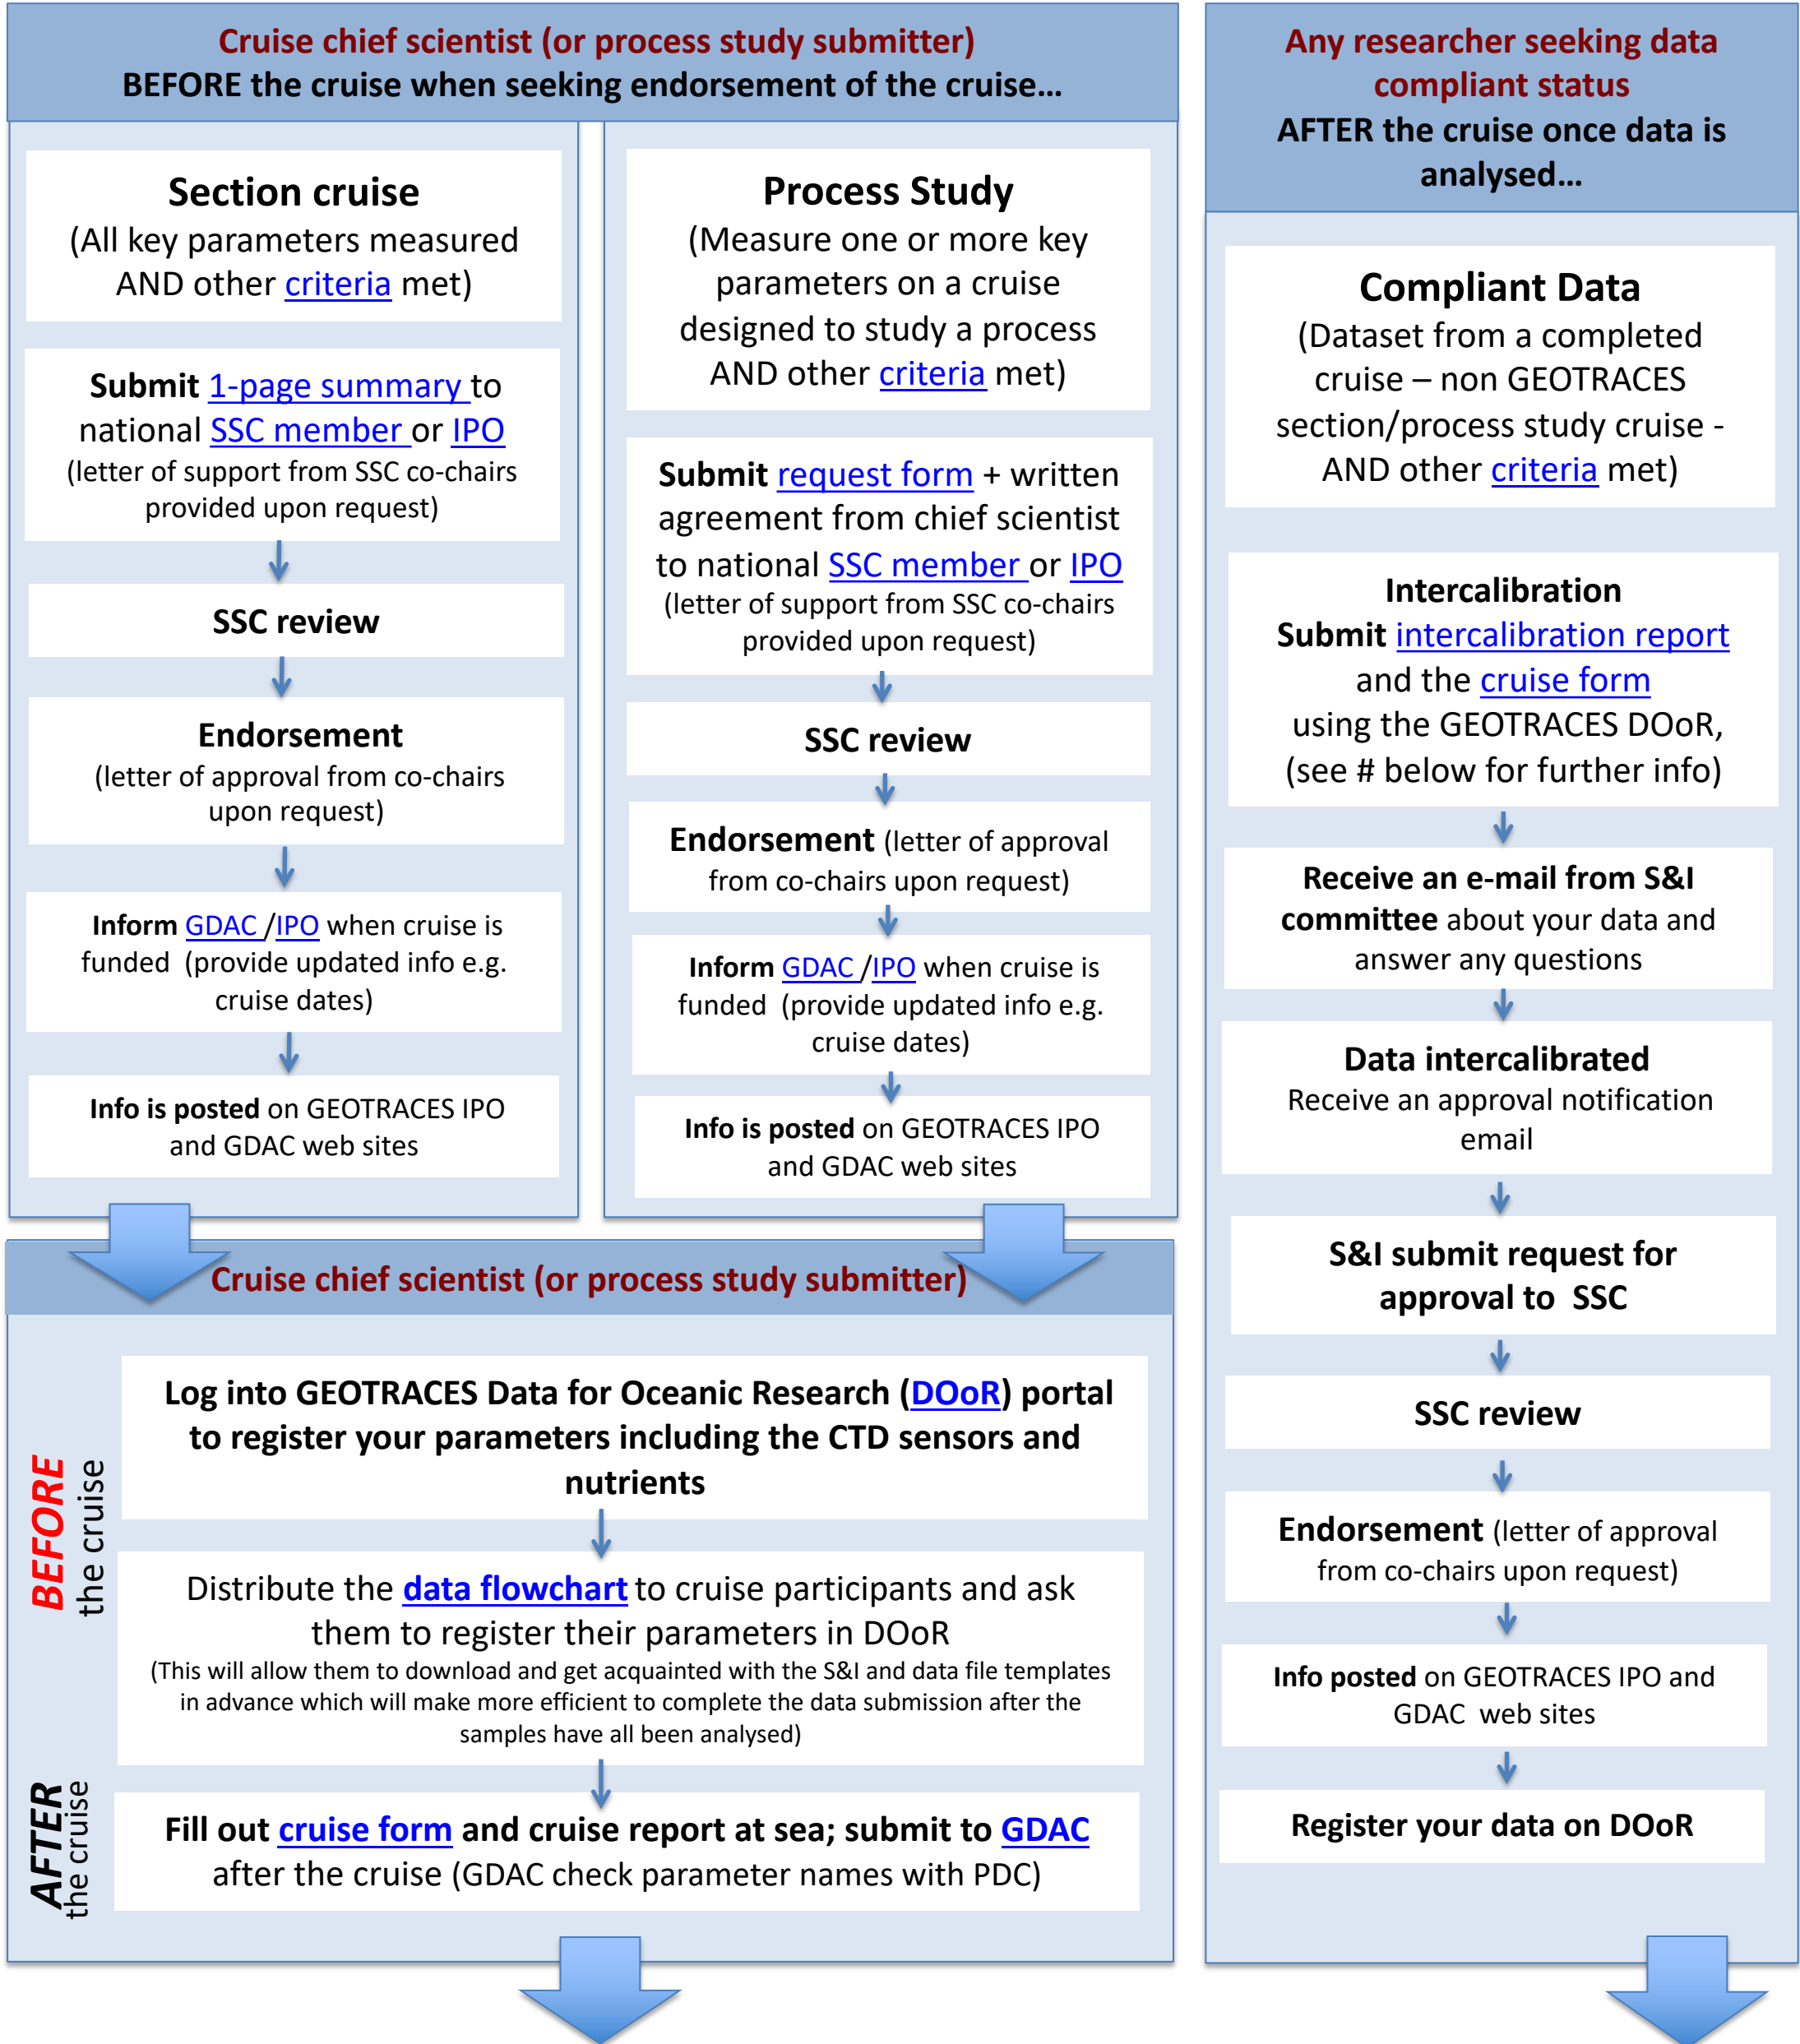 Cruise chief scientist (or process study submitter)
BEFORE the cruise when seeking endorsement of the cruise…
Section cruise
(All key parameters measured
AND other criteria met)
Submit 1-page summary to
national SSC member or IPO
(letter of support from SSC co-chairs
provided upon request)
SSC review
Endorsement
(letter of approval from co-chairs
upon request)
Inform GDAC /IPO when cruise is
funded (provide updated info e.g.
cruise dates)
Info is posted on GEOTRACES IPO
and GDAC web sites
Process Study
(Measure one or more key
parameters on a cruise
designed to study a process
AND other criteria met)
Submit request form + written
agreement from chief scientist
to national SSC member or IPO
(letter of support from SSC co-chairs
provided upon request)
SSC review
Endorsement (letter of approval
from co-chairs upon request)
Inform GDAC /IPO when cruise is
funded (provide updated info e.g.
cruise dates)
Info is posted on GEOTRACES IPO
and GDAC web sites
Cruise chief scientist (or process study submitter)
BEFORE
the cruise
Log into GEOTRACES Data for Oceanic Research (DOoR) portal
to register your parameters including the CTD sensors and
nutrients
Distribute the data flowchart to cruise participants and ask
them to register their parameters in DOoR
(This will allow them to download and get acquainted with the S&I and data file templates
in advance which will make more efficient to complete the data submission after the
samples have all been analysed)
AFTER
the cruise
Fill out cruise form and cruise report at sea; submit to GDAC
after the cruise (GDAC check parameter names with PDC)
Any researcher seeking data
compliant status
AFTER the cruise once data is
analysed…
Compliant Data
(Dataset from a completed
cruise – non GEOTRACES
section/process study cruise -
AND other criteria met)
Intercalibration
Submit intercalibration report
and the cruise form
using the GEOTRACES DOoR,
(see # below for further info)
Receive an e-mail from S&I
committee about your data and
answer any questions
Data intercalibrated
Receive an approval notification
email
S&I submit request for
approval to SSC
SSC review
Endorsement (letter of approval
from co-chairs upon request)
Info posted on GEOTRACES IPO and
GDAC web sites
Register your data on DOoR